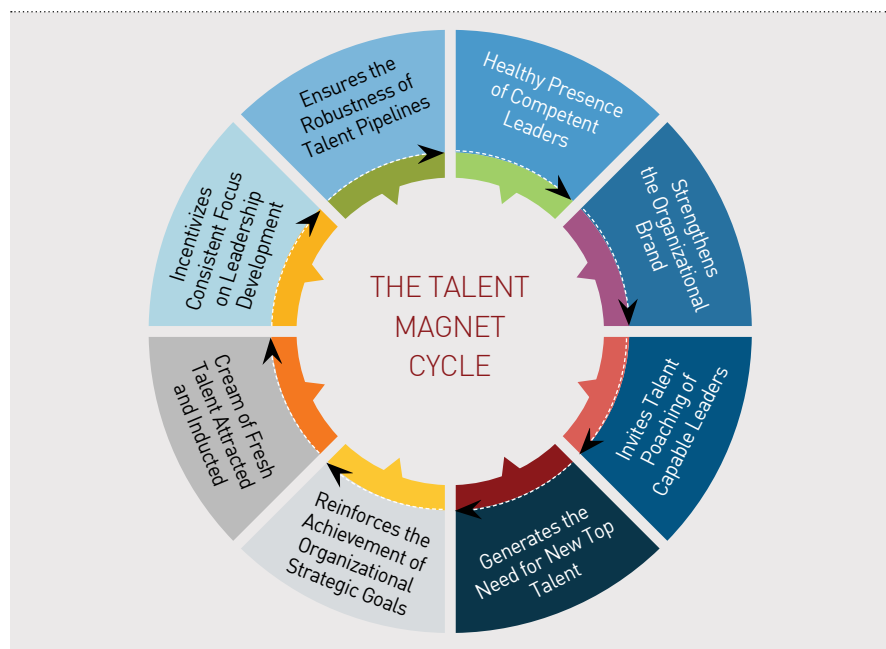 THE TALENT
MAGNET
CYCLE
Healthy Presence
of Competent
Leaders
Strengthens
the Organizational
Brand
Invites Talent
Poaching of
Capable Leaders
Generates the
Need for New Top
Talent
Reinforces the
Achievement of
Organizational
Strategic Goals
Cream of Fresh
Talent Attracted
and Inducted
Incentivizes
Consistent Focus
on Leadership
Development
Ensures the
Robustness of
Talent Pipelines